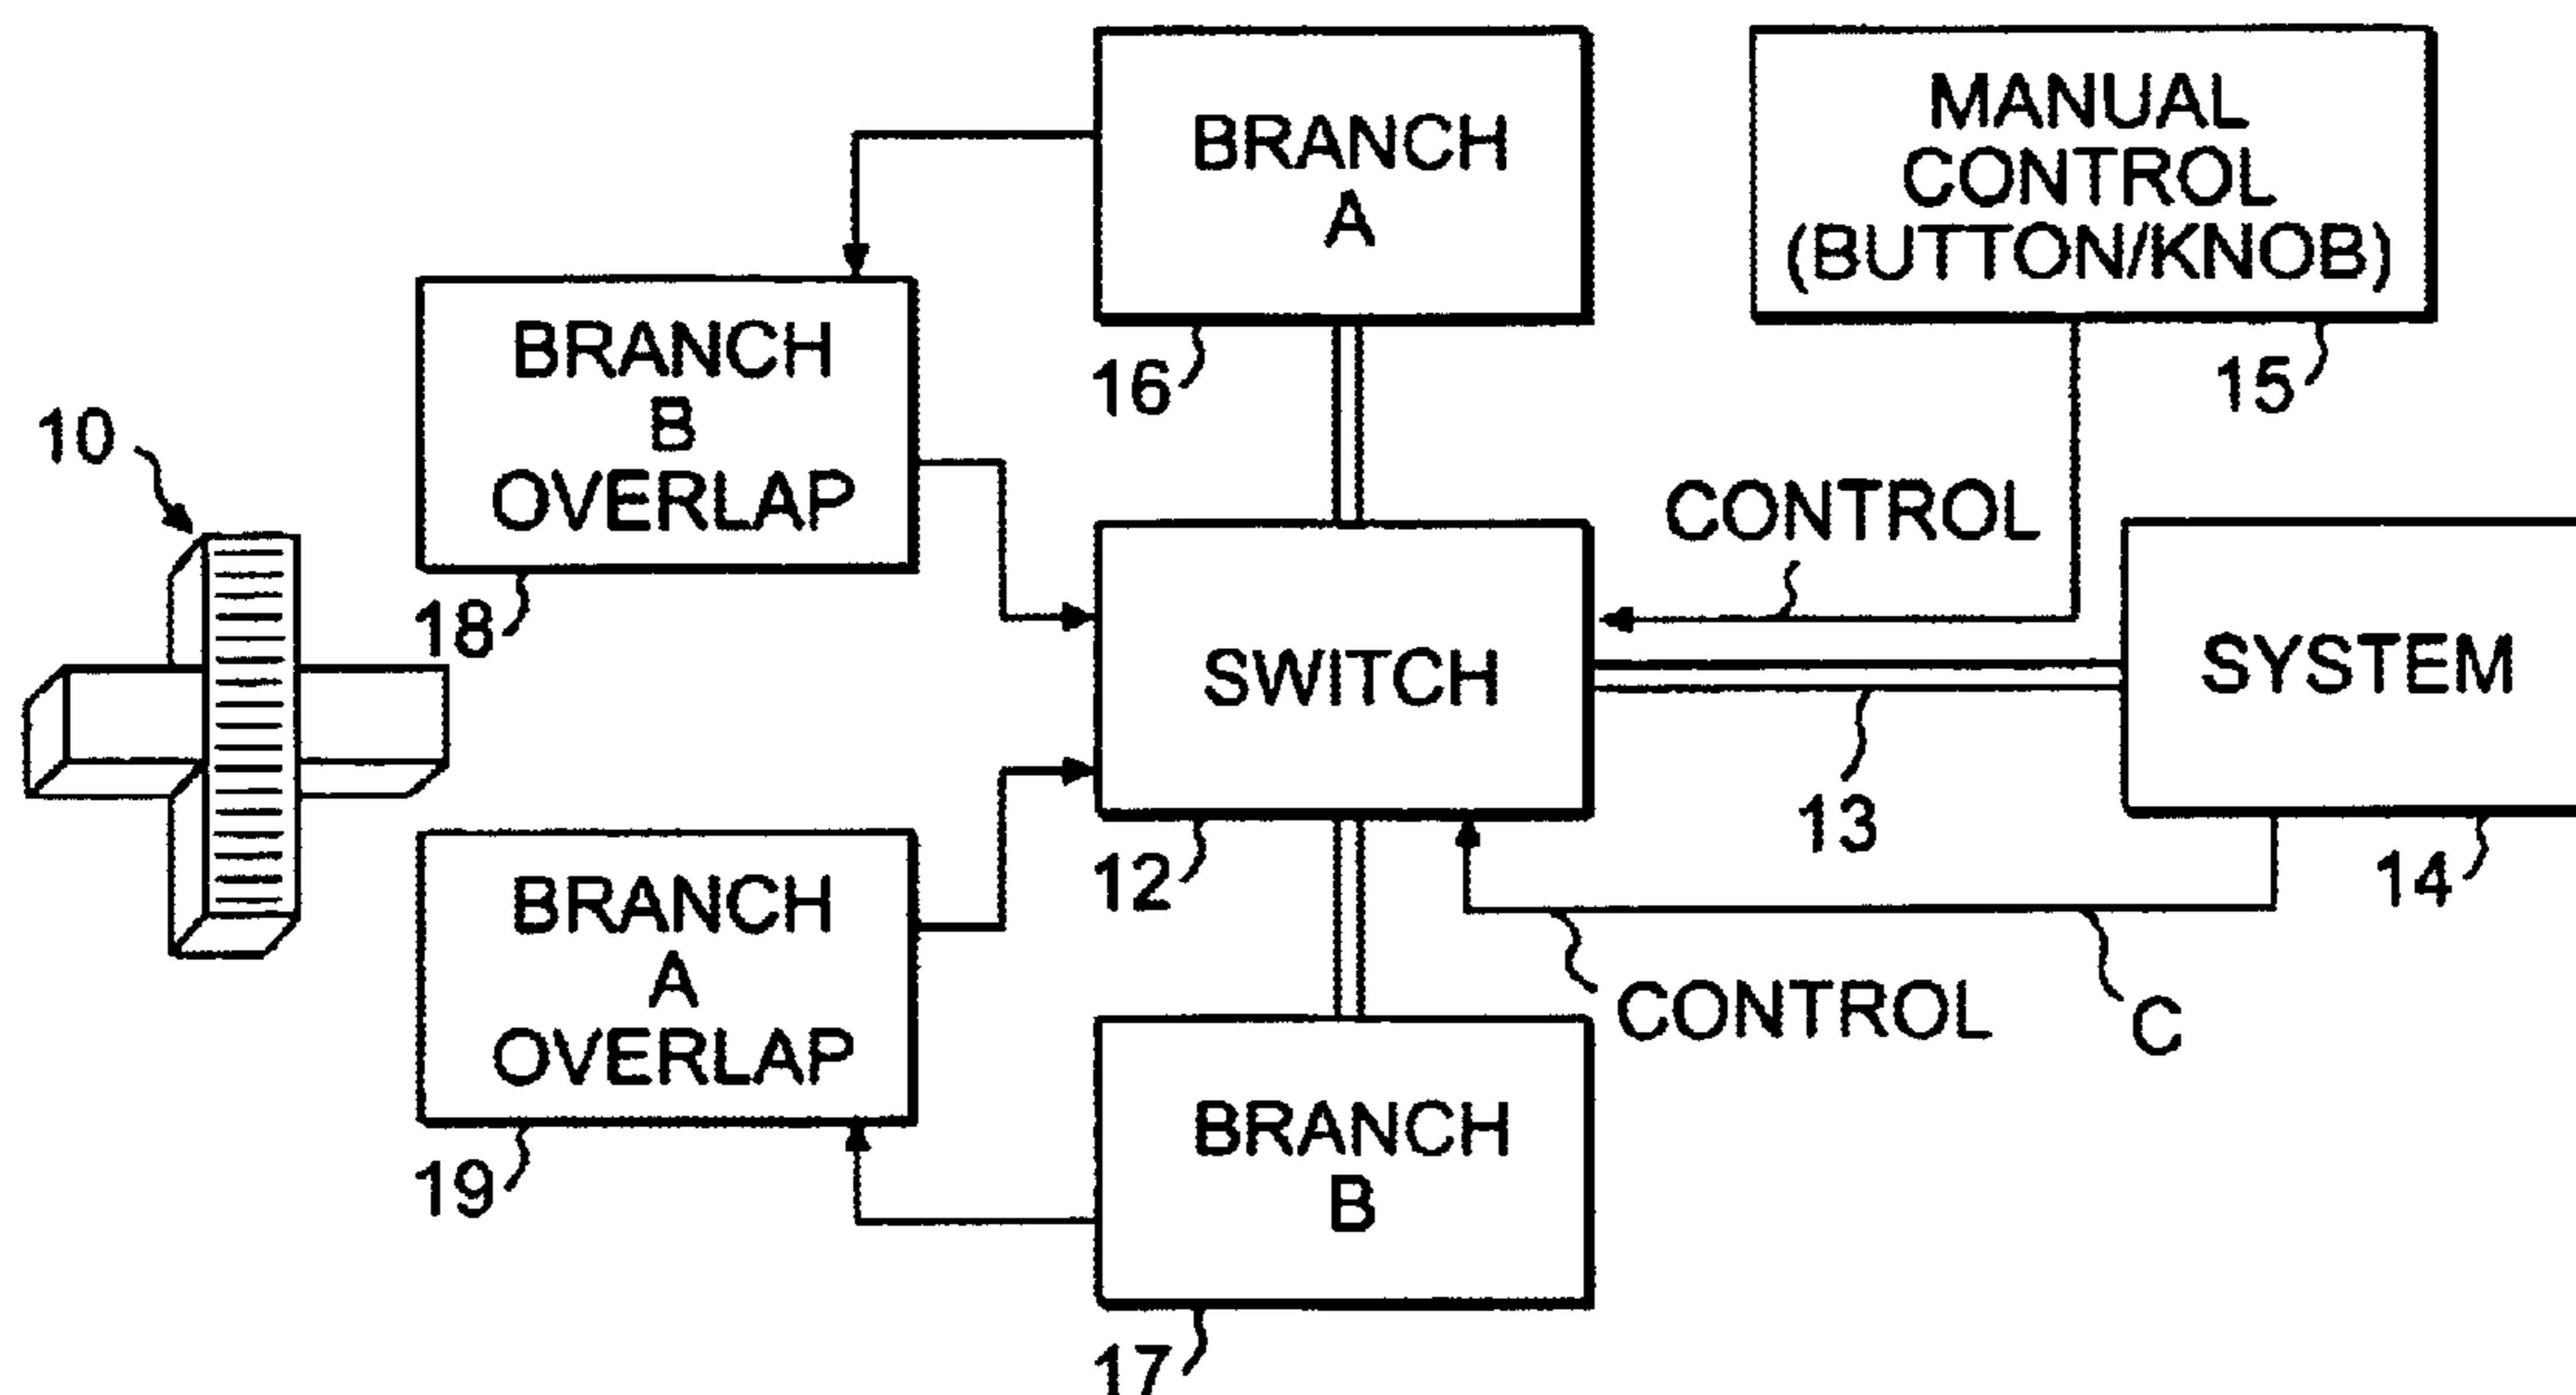 BRANCH
A
16
MANUAL
CONTROL
(BUTTON/KNOB)
15
BRANCH
B
OVERLAP
18
10
CONTROL
SWITCH
12
13
SYSTEM
14
BRANCH
A
OVERLAP
19
CONTROL
C
BRANCH
B
17